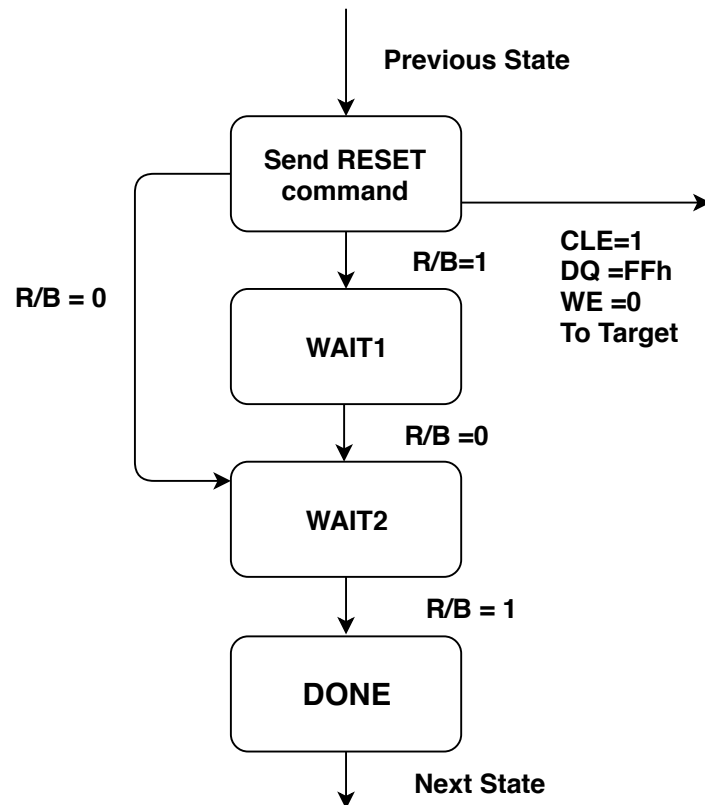 Previous State
Send RESET
command
CLE=1
DQ =FFh
WE =0
To Target
R/B=1
R/B = 0
WAIT1
R/B =0
WAIT2
R/B = 1
DONE
Next State